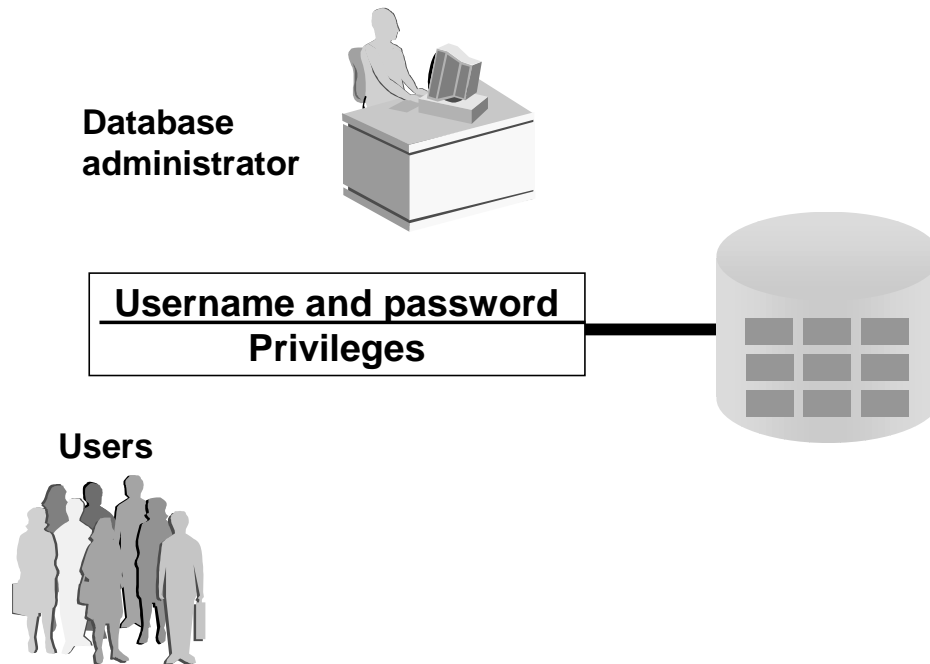 Database
administrator
Username and password
Privileges
Users